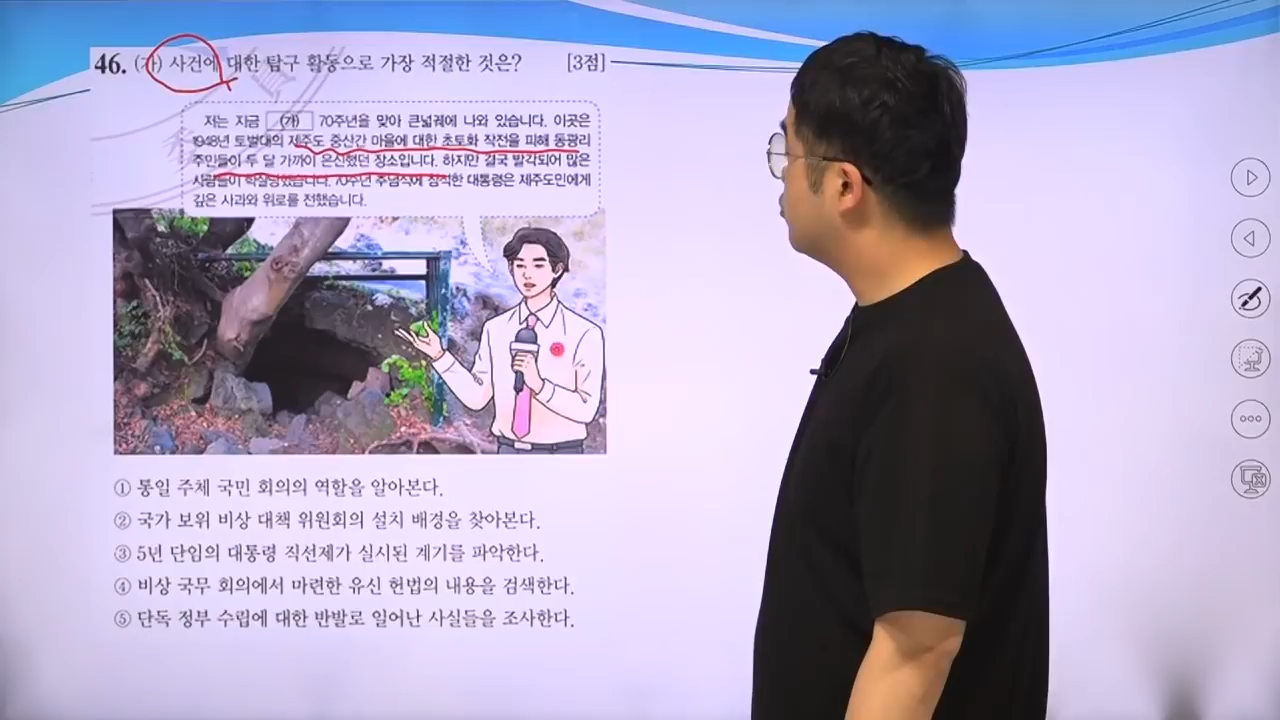 46. (가) 사건에 대한 탐구 활동으로 가장 적절한 것은? [3점]
저는 지금 (가) 70주년을 맞아 큰넓궤에 나와 있습니다. 이곳은
1948년 토벌대의 제주도 중산간 마을에 대한 초토화 작전을 피해 동광리
주민들이 두 달 가까이 은신했던 장소입니다. 하지만 결국 발각되어 많은
사람들이 학살당했습니다. 70주년 추념식에 참석한 대통령은 제주도민에게
깊은 사과와 위로를 전했습니다.
① 통일 주체 국민 회의의 역할을 알아본다.
② 국가 보위 비상 대책 위원회의 설치 배경을 찾아본다.
③ 5년 단임의 대통령 직선제가 실시된 계기를 파악한다.
④ 비상 국무 회의에서 마련한 유신 헌법의 내용을 검색한다.
⑤ 단독 정부 수립에 대한 반발로 일어난 사실들을 조사한다.